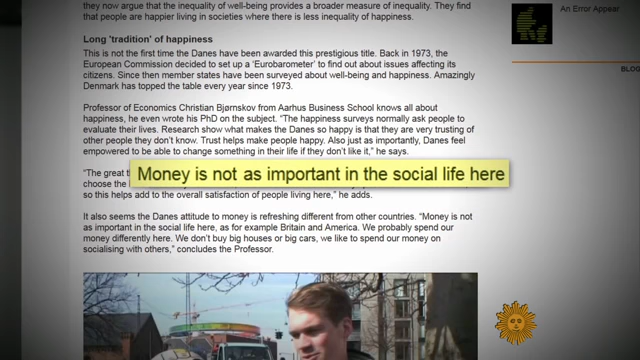 they now argue that the inequality of well-being provides a broader measure of inequality. They find
that people are happier living in societies where there is less inequality of happiness.
An Error Appear
Long 'tradition' of happiness
This is not the first time the Danes have been awarded this prestigious title. Back in 1973, the
European Commission decided to set up a 'Eurobarometer' to find out about issues affecting its
citizens. Since then member states have been surveyed about well-being and happiness. Amazingly
Denmark has topped the table every year since 1973.
BLOG
Professor of Economics Christian Bjørnskov from Aarhus Business School knows all about
happiness, he even wrote his PhD on the subject. “The happiness surveys normally ask people to
evaluate their lives. Research show what makes the Danes so happy is that they are very trusting of
other people they don't know. Trust helps make people happy. Also just as importantly, Danes feel
empowered to be able to change something in their life if they don't like it,” he says.
“The great t
Money is not as important in the social life here
choose the
so this helps add to the overall satisfaction of people living here,” he adds.
It also seems the Danes attitude to money is refreshing different from other countries. “Money is not
as important in the social life here, as for example Britain and America. We probably spend our
money differently here. We don't buy big houses or big cars, we like to spend our money on
socialising with others,” concludes the Professor.